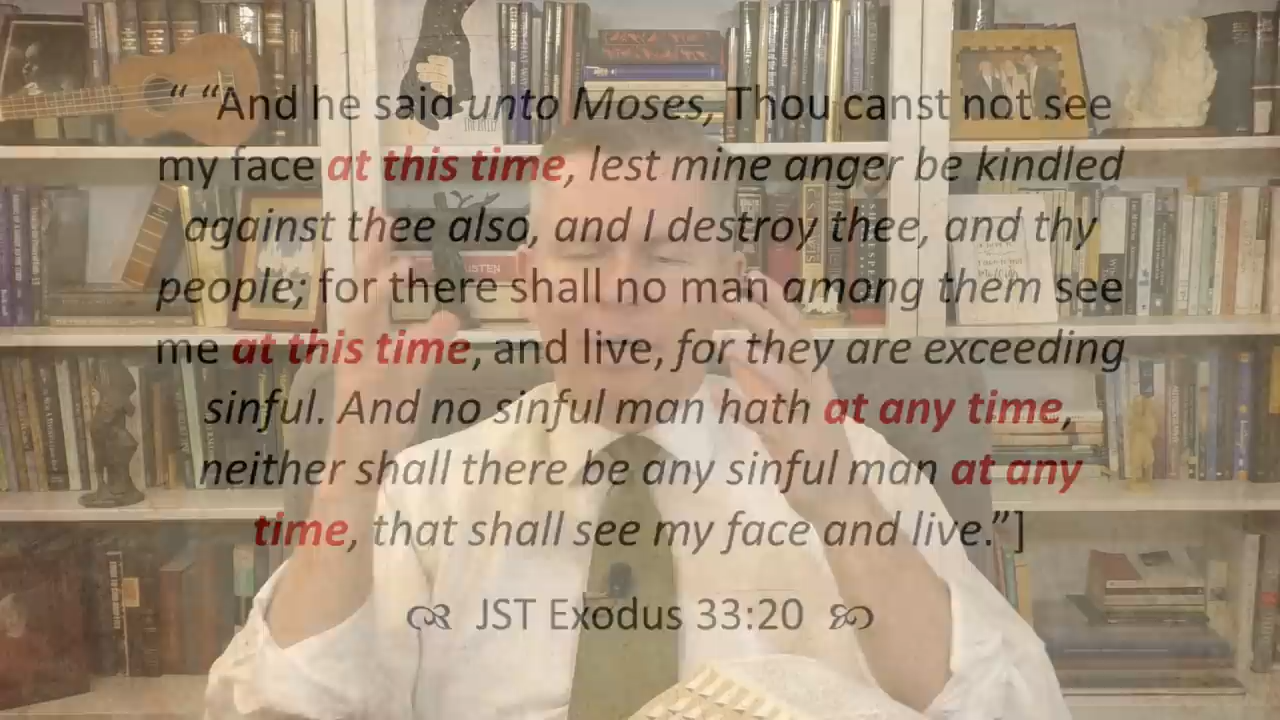 “ “And he said unto Moses, Thou canst not see
my face at this time, lest mine anger be kindled
against thee also, and I destroy thee, and thy
people; for there shall no man among them see
me at this time, and live, for they are exceeding
sinful. And no sinful man hath at any time,
neither shall there be any sinful man at any
time, that shall see my face and live.”]
JST Exodus 33:20
LISTEN